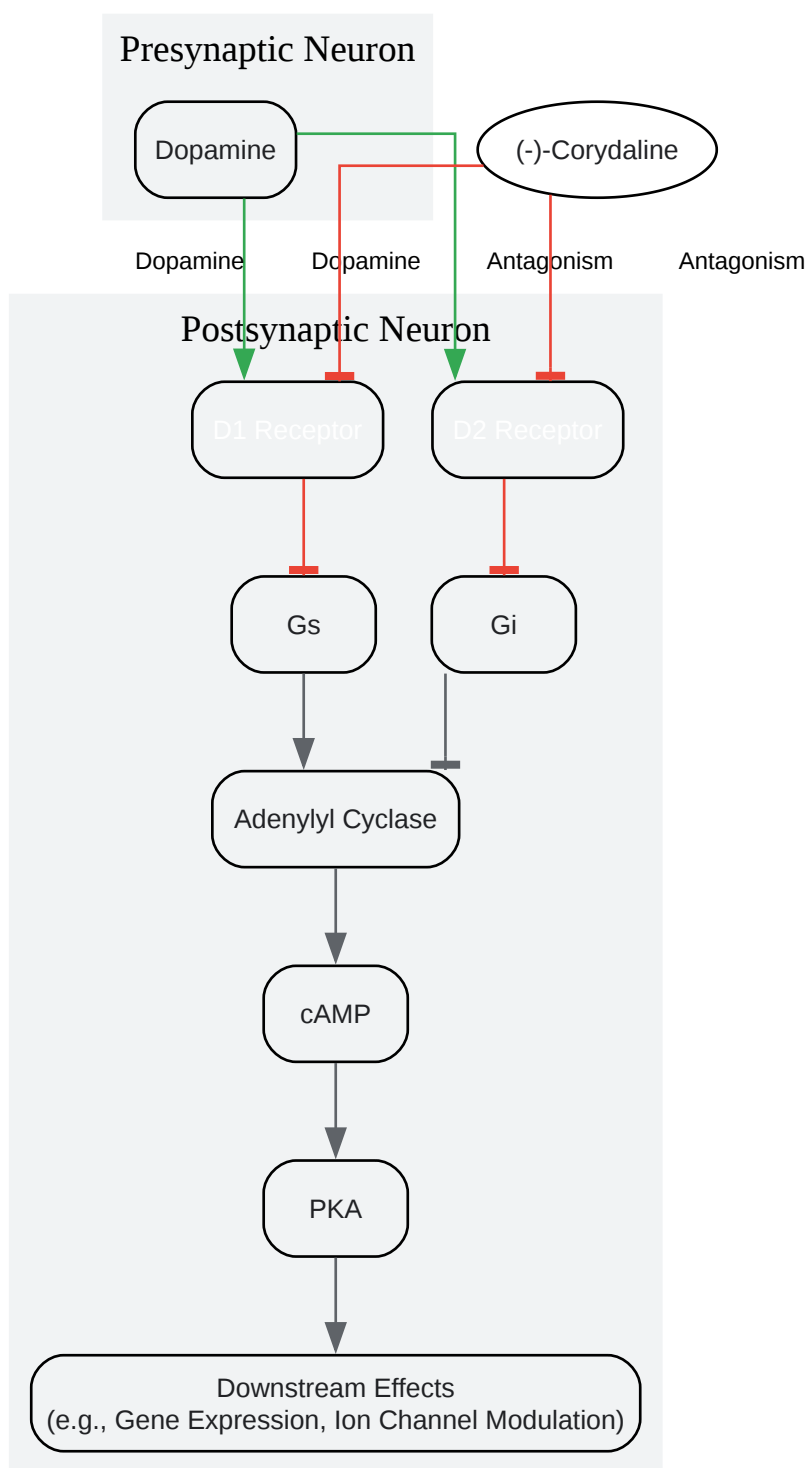 Presynaptic Neuron
Dopamine
(-)-Corydaline
Dopamine
Dopamine
Antagonism
Antagonism
Postsynaptic Neuron
D1 Receptor
D2 Receptor
Gs
Gi
Adenylyl Cyclase
cAMP
PKA
Downstream Effects
(e.g., Gene Expression, Ion Channel Modulation)